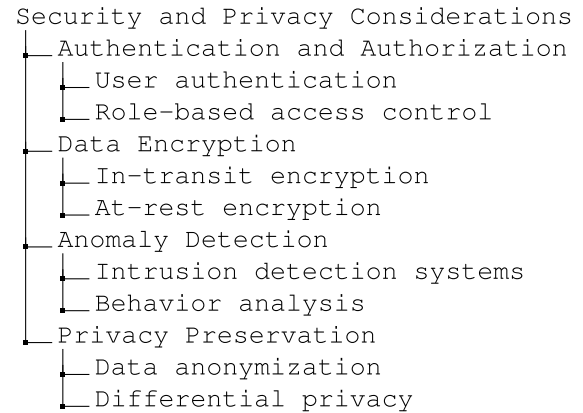 Security and Privacy Considerations
Authentication and Authorization
User authentication
Role-based access control
Data Encryption
In-transit encryption
At-rest encryption
Anomaly Detection
Intrusion detection systems
Behavior analysis
Privacy Preservation
Data anonymization
Differential privacy